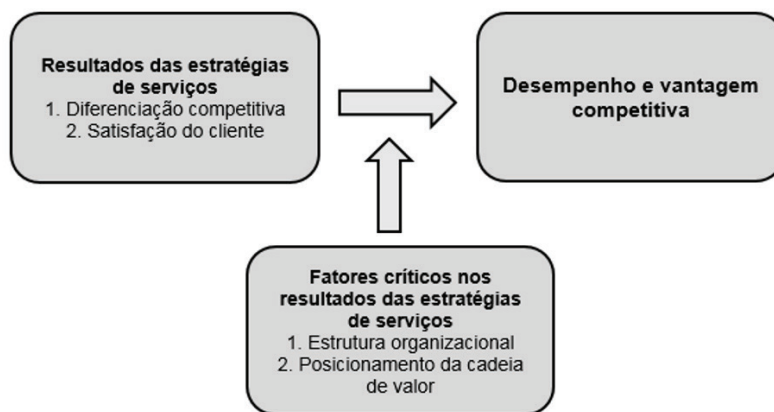 Resultados das estratégias
de serviços
1. Diferenciação competitiva
2. Satisfação do cliente
Desempenho e vantagem
competitiva
Fatores críticos nos
resultados das estratégias
de serviços
1. Estrutura organizacional
2. Posicionamento da cadeia
de valor